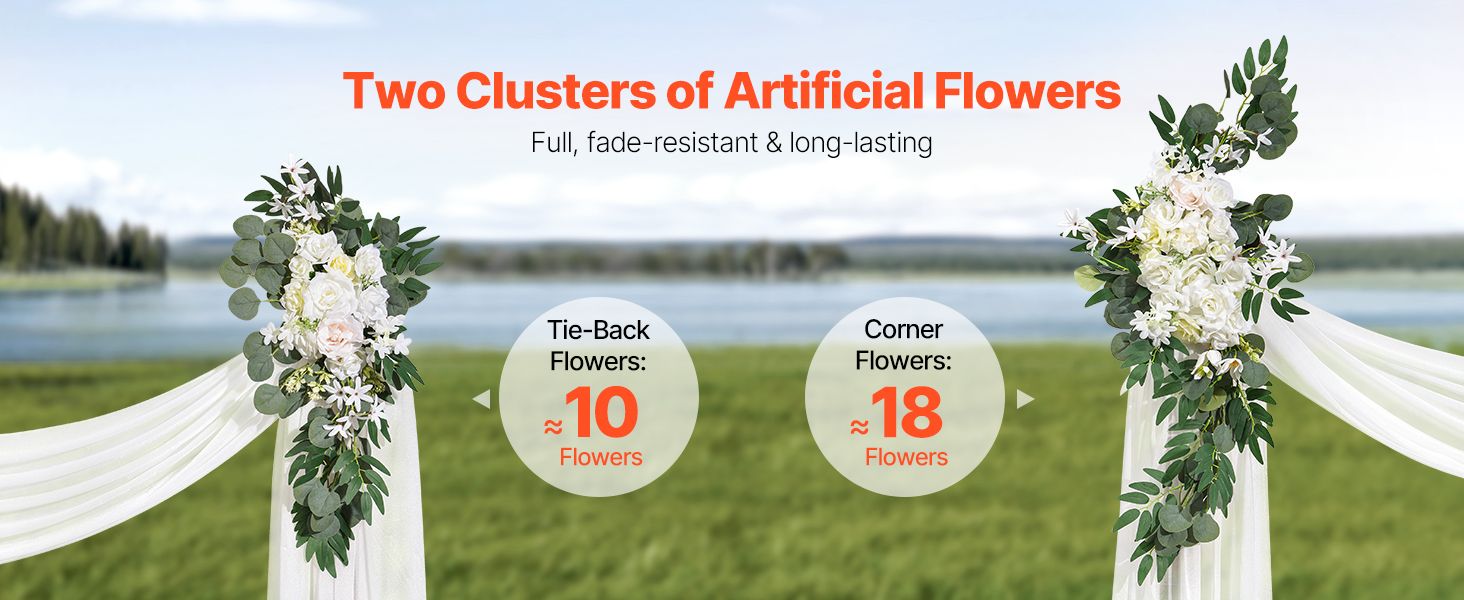 Two Clusters of Artificial Flowers
Full, fade-resistant & long-lasting
Tie-Back
Flowers:
≈10
Flowers
Corner
Flowers:
≈18
Flowers